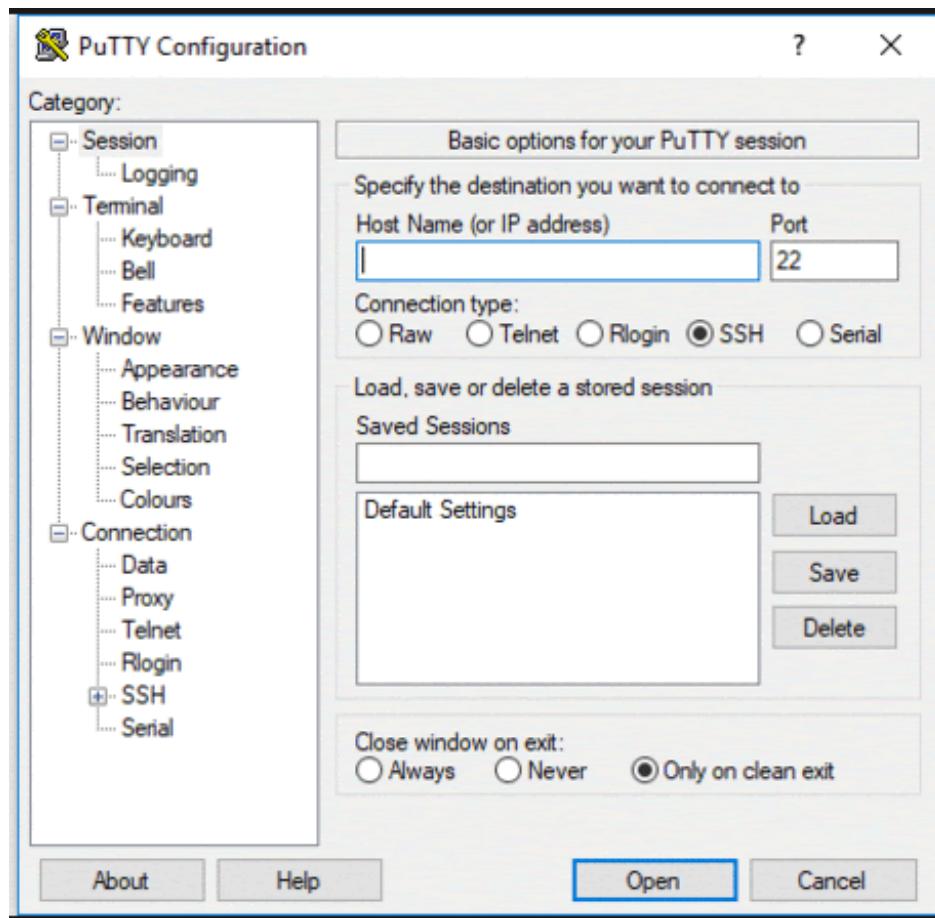 PuTTY Configuration
?
Category:
Session
Logging
Terminal
Keyboard
Bell
Features
Window
Appearance
Behaviour
Translation
Selection
Colours
Connection
Data
Proxy
Telnet
Rlogin
SSH
Serial
Basic options for your PuTTY session
Specify the destination you want to connect to
Host Name (or IP address) Port
22
Connection type:
Raw Telnet Rlogin SSH Serial
Load, save or delete a stored session
Saved Sessions
Default Settings
Load
Save
Delete
Close window on exit:
Always Never Only on clean exit
About Help Open Cancel